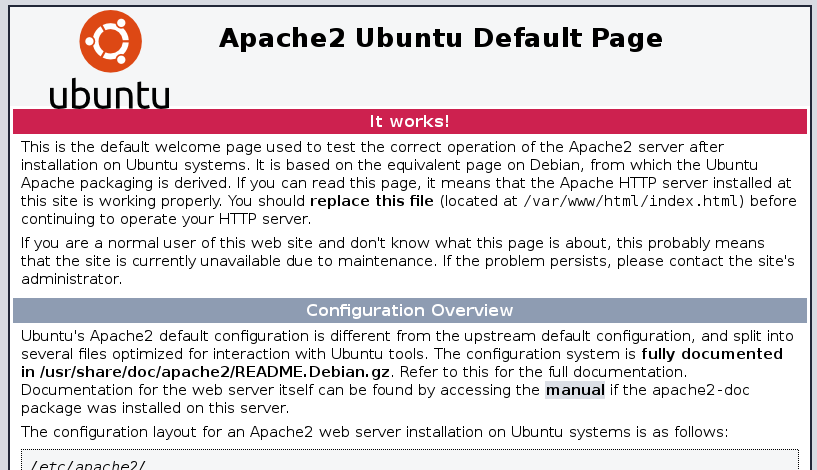 Apache2 Ubuntu Default Page
ubuntu
It works!
This is the default welcome page used to test the correct operation of the Apache2 server after
installation on Ubuntu systems. It is based on the equivalent page on Debian, from which the Ubuntu
Apache packaging is derived. If you can read this page, it means that the Apache HTTP server installed at
this site is working properly. You should replace this file (located at /var/www/html/index.html) before
continuing to operate your HTTP server.
If you are a normal user of this web site and don't know what this page is about, this probably means
that the site is currently unavailable due to maintenance. If the problem persists, please contact the site's
administrator.
Configuration Overview
Ubuntu's Apache2 default configuration is different from the upstream default configuration, and split into
several files optimized for interaction with Ubuntu tools. The configuration system is fully documented
in /usr/share/doc/apache2/README.Debian.gz. Refer to this for the full documentation.
Documentation for the web server itself can be found by accessing the manual if the apache2-doc
package was installed on this server.
The configuration layout for an Apache2 web server installation on Ubuntu systems is as follows:
/etc/apache2/